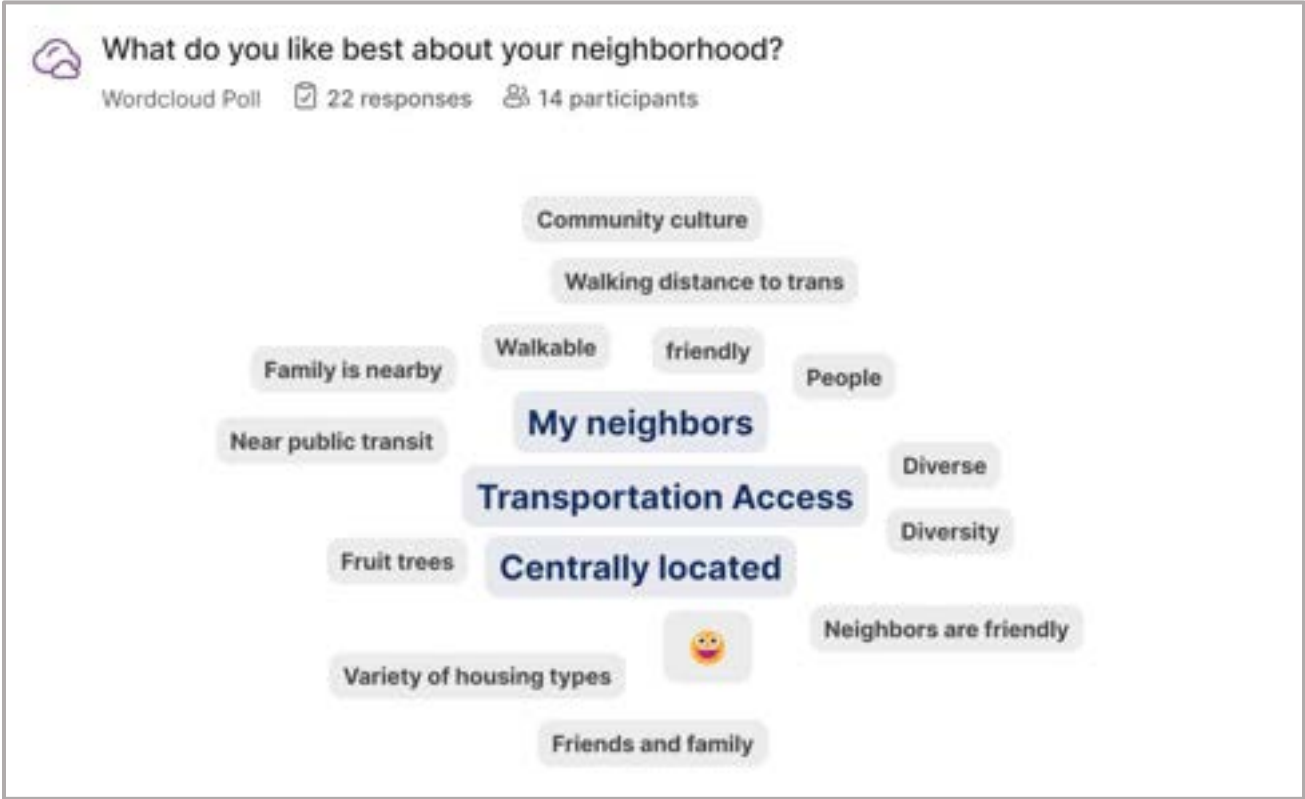 What do you like best about your neighborhood?
Wordcloud Poll 22 responses 14 participants
Community culture
Walking distance to trans
Walkable
friendly
Family is nearby
People
My neighbors
Near public transit
Diverse
Transportation Access
Diversity
Fruit trees
Centrally located
Neighbors are friendly
Variety of housing types
Friends and family